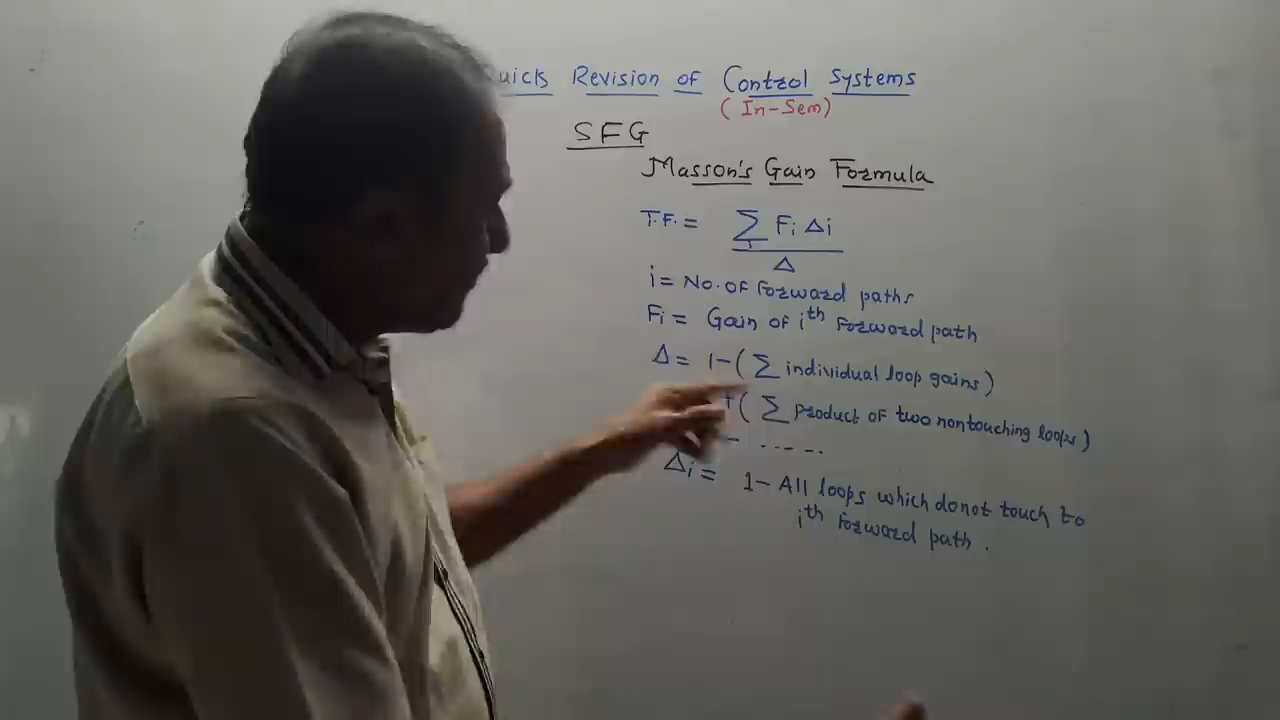 uick Revision of Control Systems
(In-Sem)
SFG
Masson's Gain Formula
T.F. = Σ Fi Δi
i
Δ
i = No. of forward paths
Fi = Gain of ith Forward path
Δ = 1-( Σ individual loop gains)
+( Σ product of two nontouching loops)
- .....
Δi = 1- All loops which donot touch to
ith forward path.